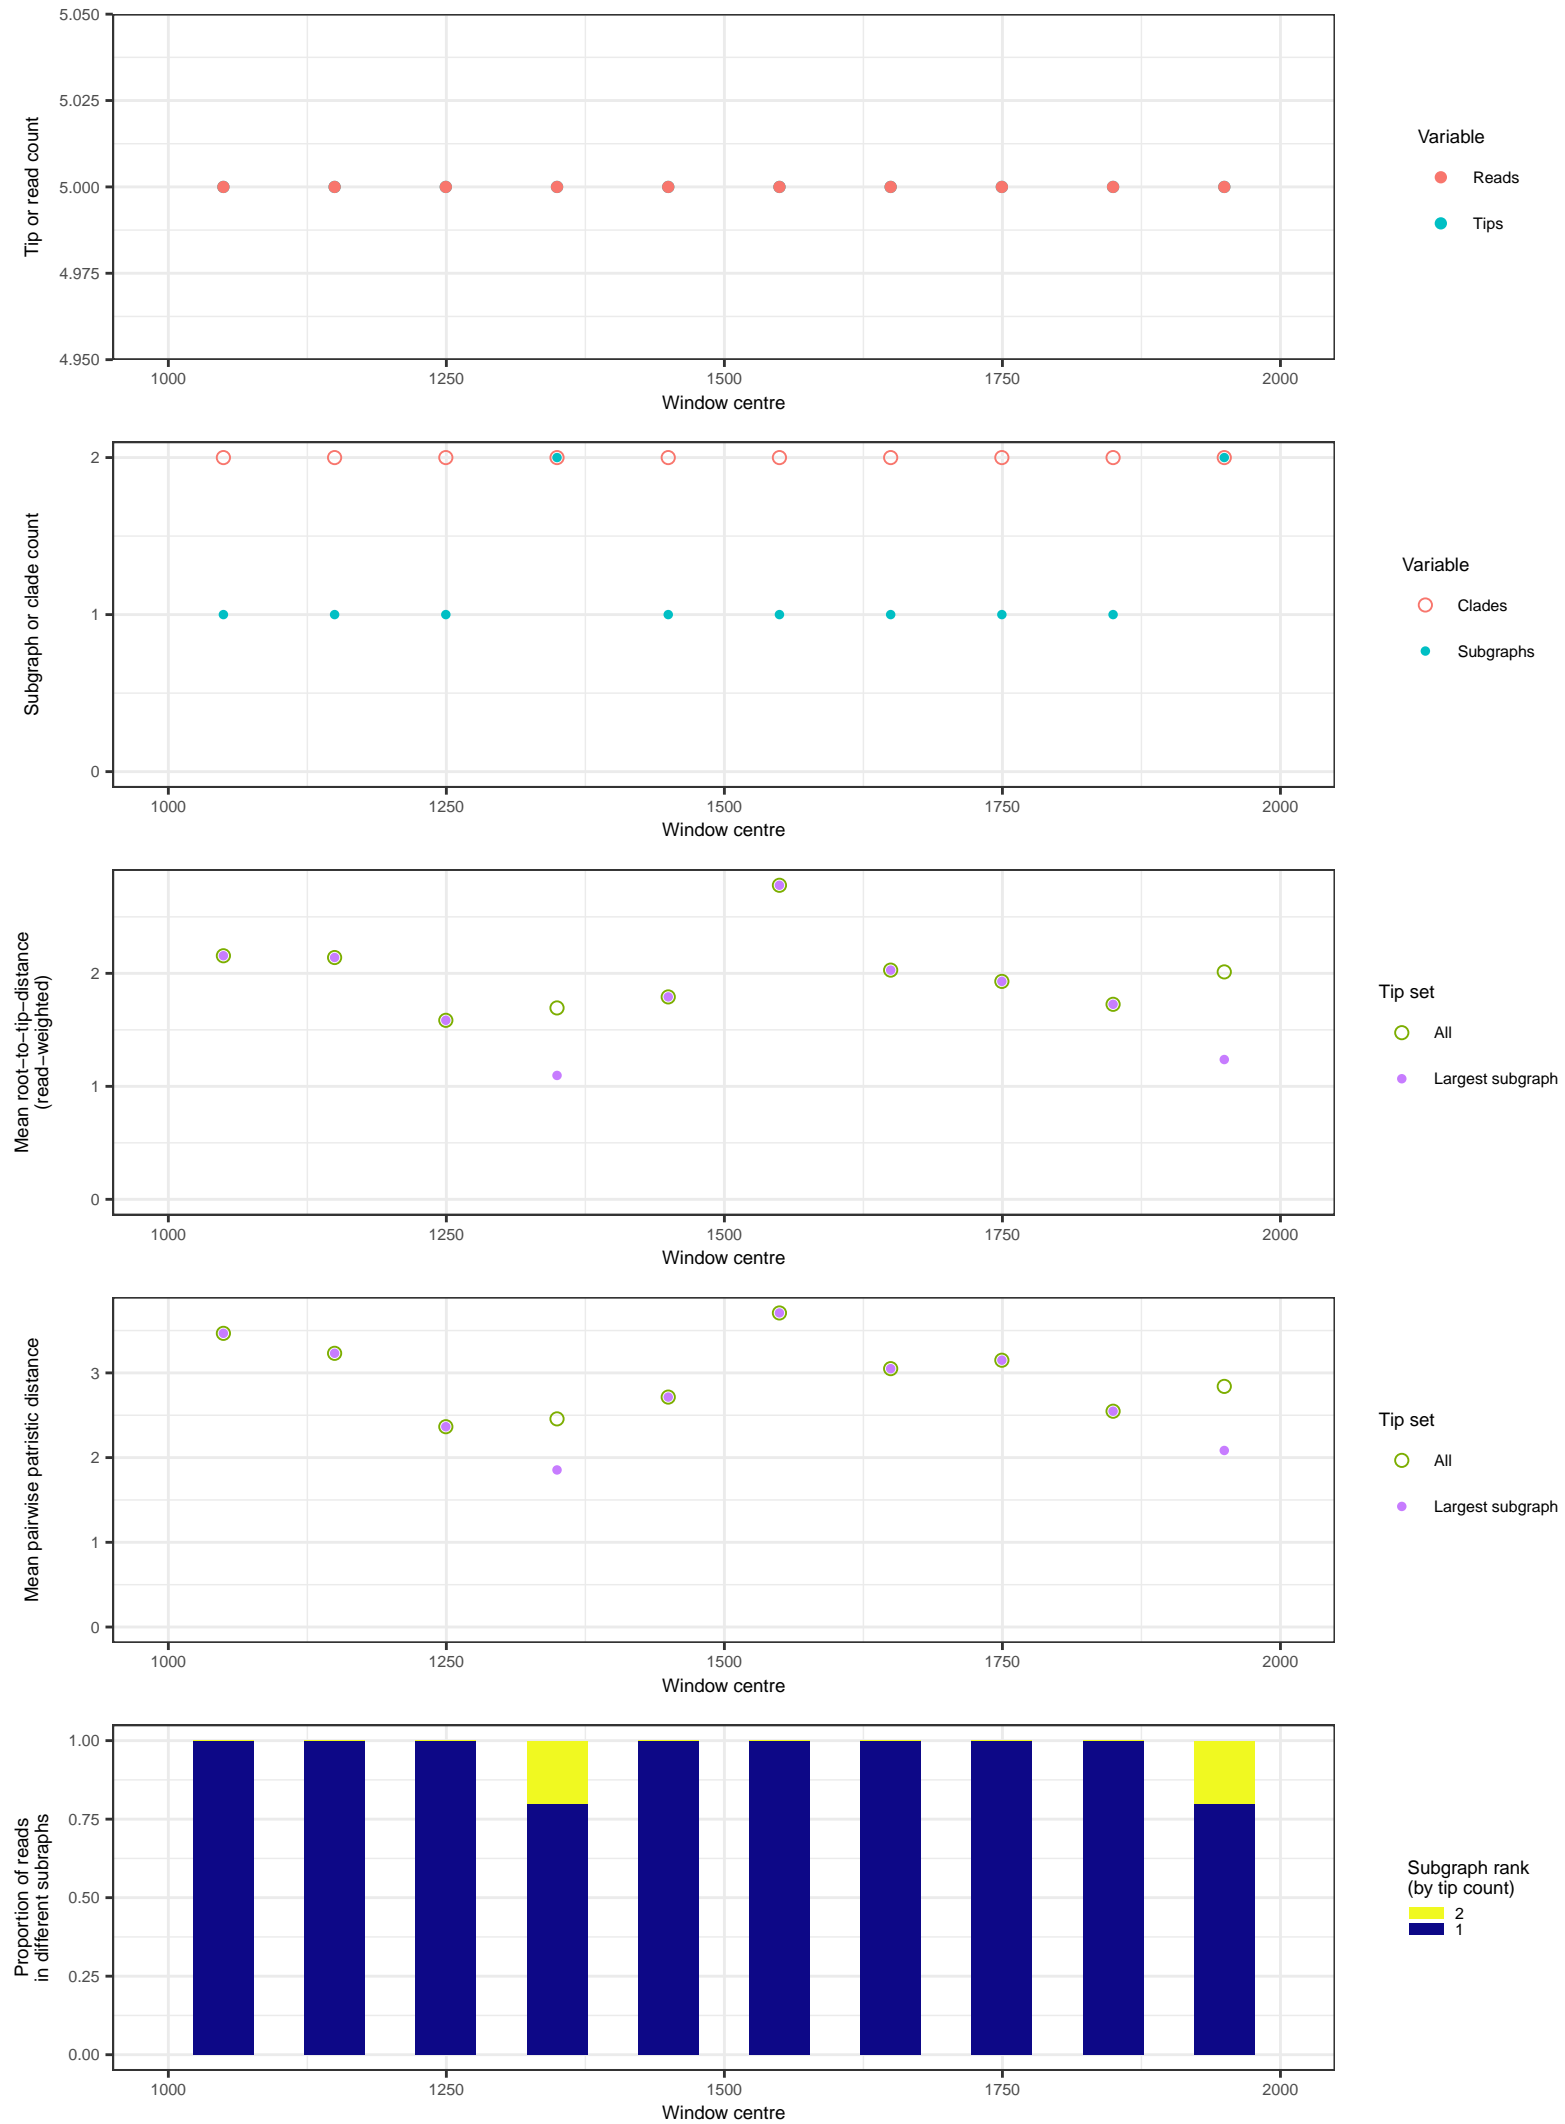 5.050
5.025
5.000
4.975
4.950
Tip or read count
1000 1250 1500 1750 2000
Window centre
Variable
Reads
Tips
2
1
0
Subgraph or clade count
1000 1250 1500 1750 2000
Window centre
Variable
Clades
Subgraphs
2
1
0
Mean root−to−tip−distance
(read−weighted)
1000 1250 1500 1750 2000
Window centre
Tip set
All
Largest subgraph
3
2
1
0
Mean pairwise patristic distance
1000 1250 1500 1750 2000
Window centre
Tip set
All
Largest subgraph
1.00
0.75
0.50
0.25
0.00
Proportion of reads
in different subraphs
1000 1250 1500 1750 2000
Window centre
Subgraph rank
(by tip count)
2
1